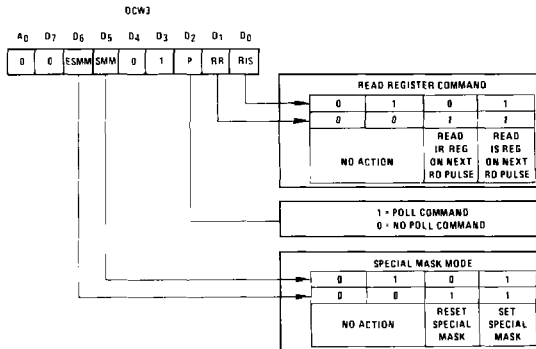 OCW3
A0 D7 D6 D5 D4 D3 D2 D1 D0
0 0 ESMM SMM 0 1 P RR RIS
READ REGISTER COMMAND
0 1 0 1
0 0 1 1
NO ACTION
READ IR REG ON NEXT RD PULSE
READ IS REG ON NEXT RD PULSE
1 = POLL COMMAND
0 = NO POLL COMMAND
SPECIAL MASK MODE
0 1 0 1
0 0 1 1
NO ACTION
RESET SPECIAL MASK
SET SPECIAL MASK